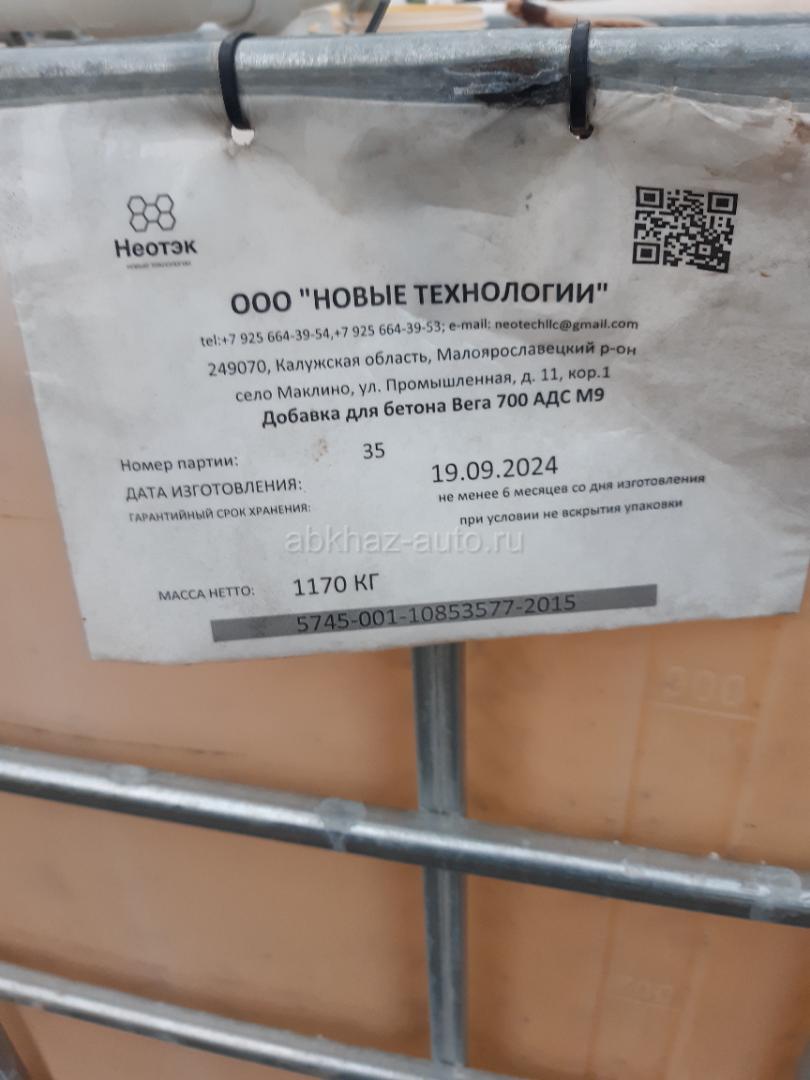 Неотэк
НОВЫЕ ТЕХНОЛОГИИ
ООО "НОВЫЕ ТЕХНОЛОГИИ"
tel:+7 925 664-39-54,+7 925 664-39-53; e-mail: neotechllc@gmail.com
249070, Калужская область, Малоярославецкий р-он
село Маклино, ул. Промышленная, д. 11, кор.1
Добавка для бетона Вега 700 АДС М9
Номер партии: 35
ДАТА ИЗГОТОВЛЕНИЯ: 19.09.2024
ГАРАНТИЙНЫЙ СРОК ХРАНЕНИЯ: не менее 6 месяцев со дня изготовления
при условии не вскрытия упаковки
abkhaz-auto.ru
МАССА НЕТТО: 1170 КГ
5745-001-10853577-2015